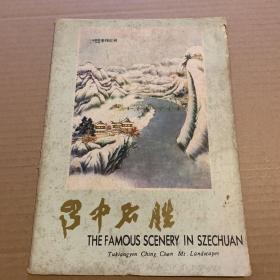 蜀中名胜
THE FAMOUS SCENERY IN SZECHUAN
Tukiangyen Ching Chen Mt. Landscapes